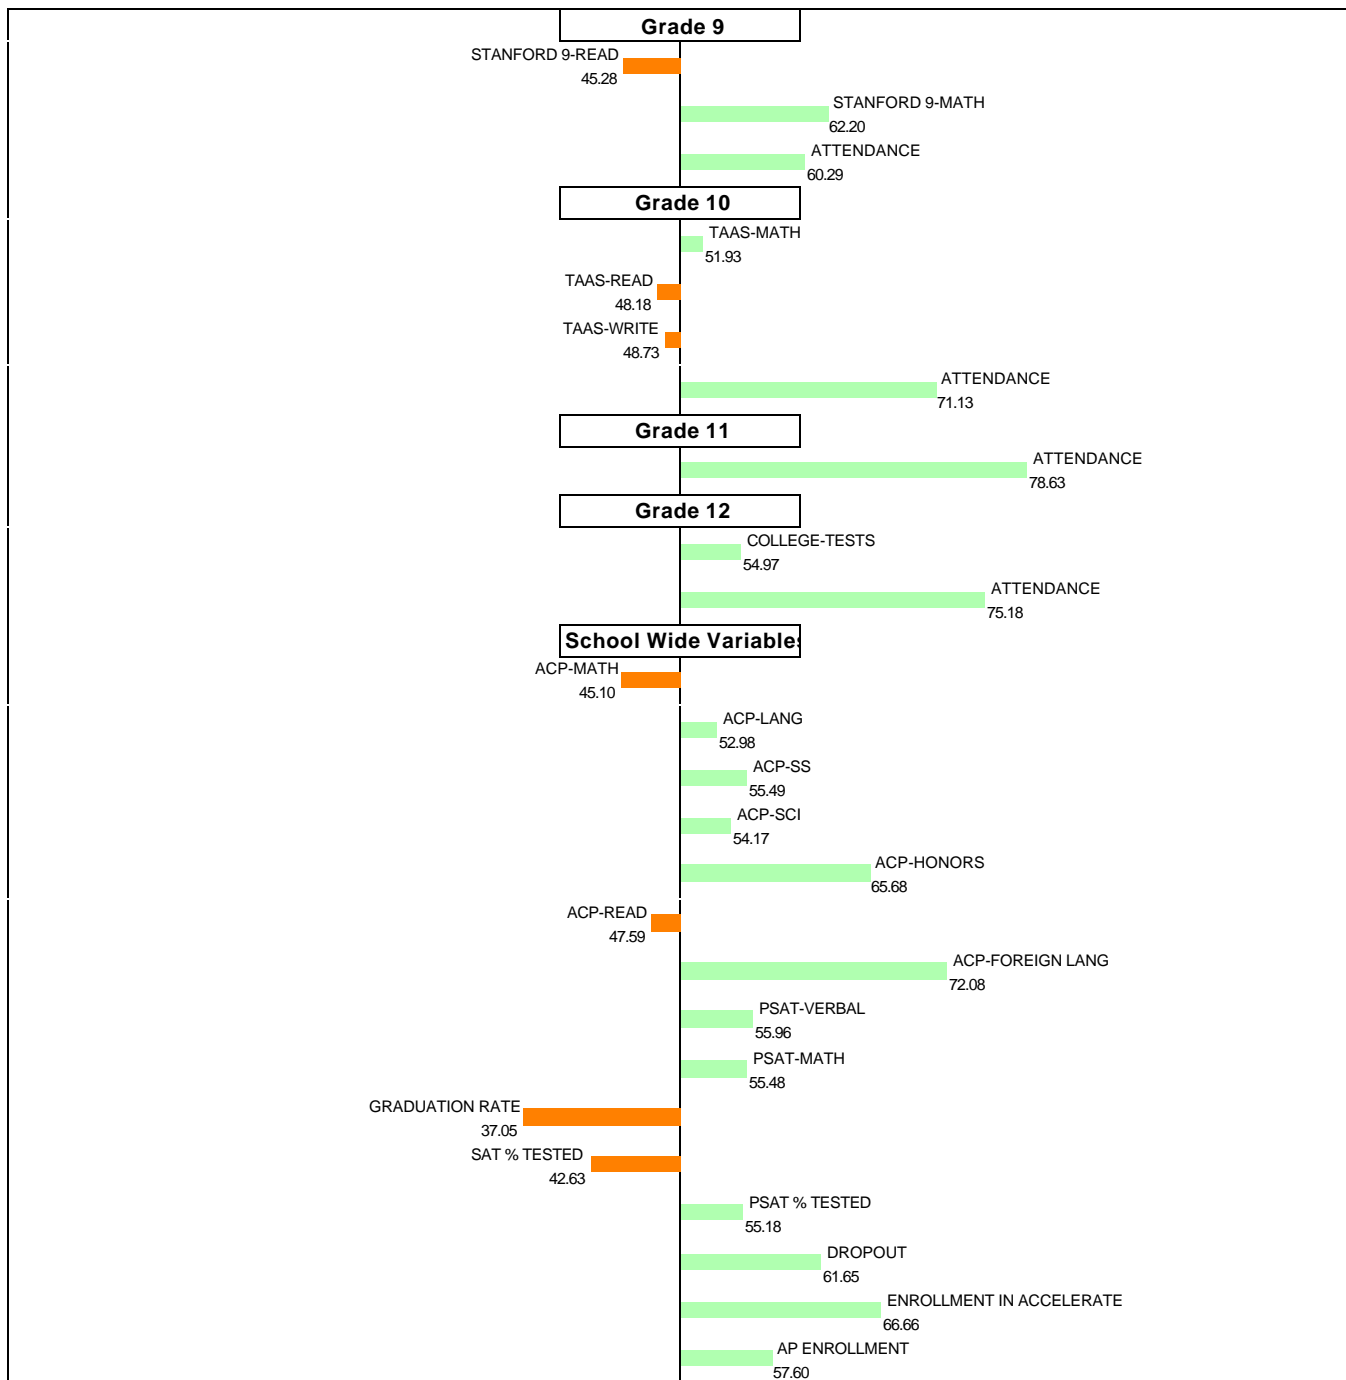 Grade 9
STANFORD 9-READ
45.28
STANFORD 9-MATH
62.20
ATTENDANCE
60.29
Grade 10
TAAS-MATH
51.93
TAAS-READ
48.18
TAAS-WRITE
48.73
ATTENDANCE
71.13
Grade 11
ATTENDANCE
78.63
Grade 12
COLLEGE-TESTS
54.97
ATTENDANCE
75.18
School Wide Variables
ACP-MATH
45.10
ACP-LANG
52.98
ACP-SS
55.49
ACP-SCI
54.17
ACP-HONORS
65.68
ACP-READ
47.59
ACP-FOREIGN LANG
72.08
PSAT-VERBAL
55.96
PSAT-MATH
55.48
GRADUATION RATE
37.05
SAT % TESTED
42.63
PSAT % TESTED
55.18
DROPOUT
61.65
ENROLLMENT IN ACCELERATE
66.66
AP ENROLLMENT
57.60